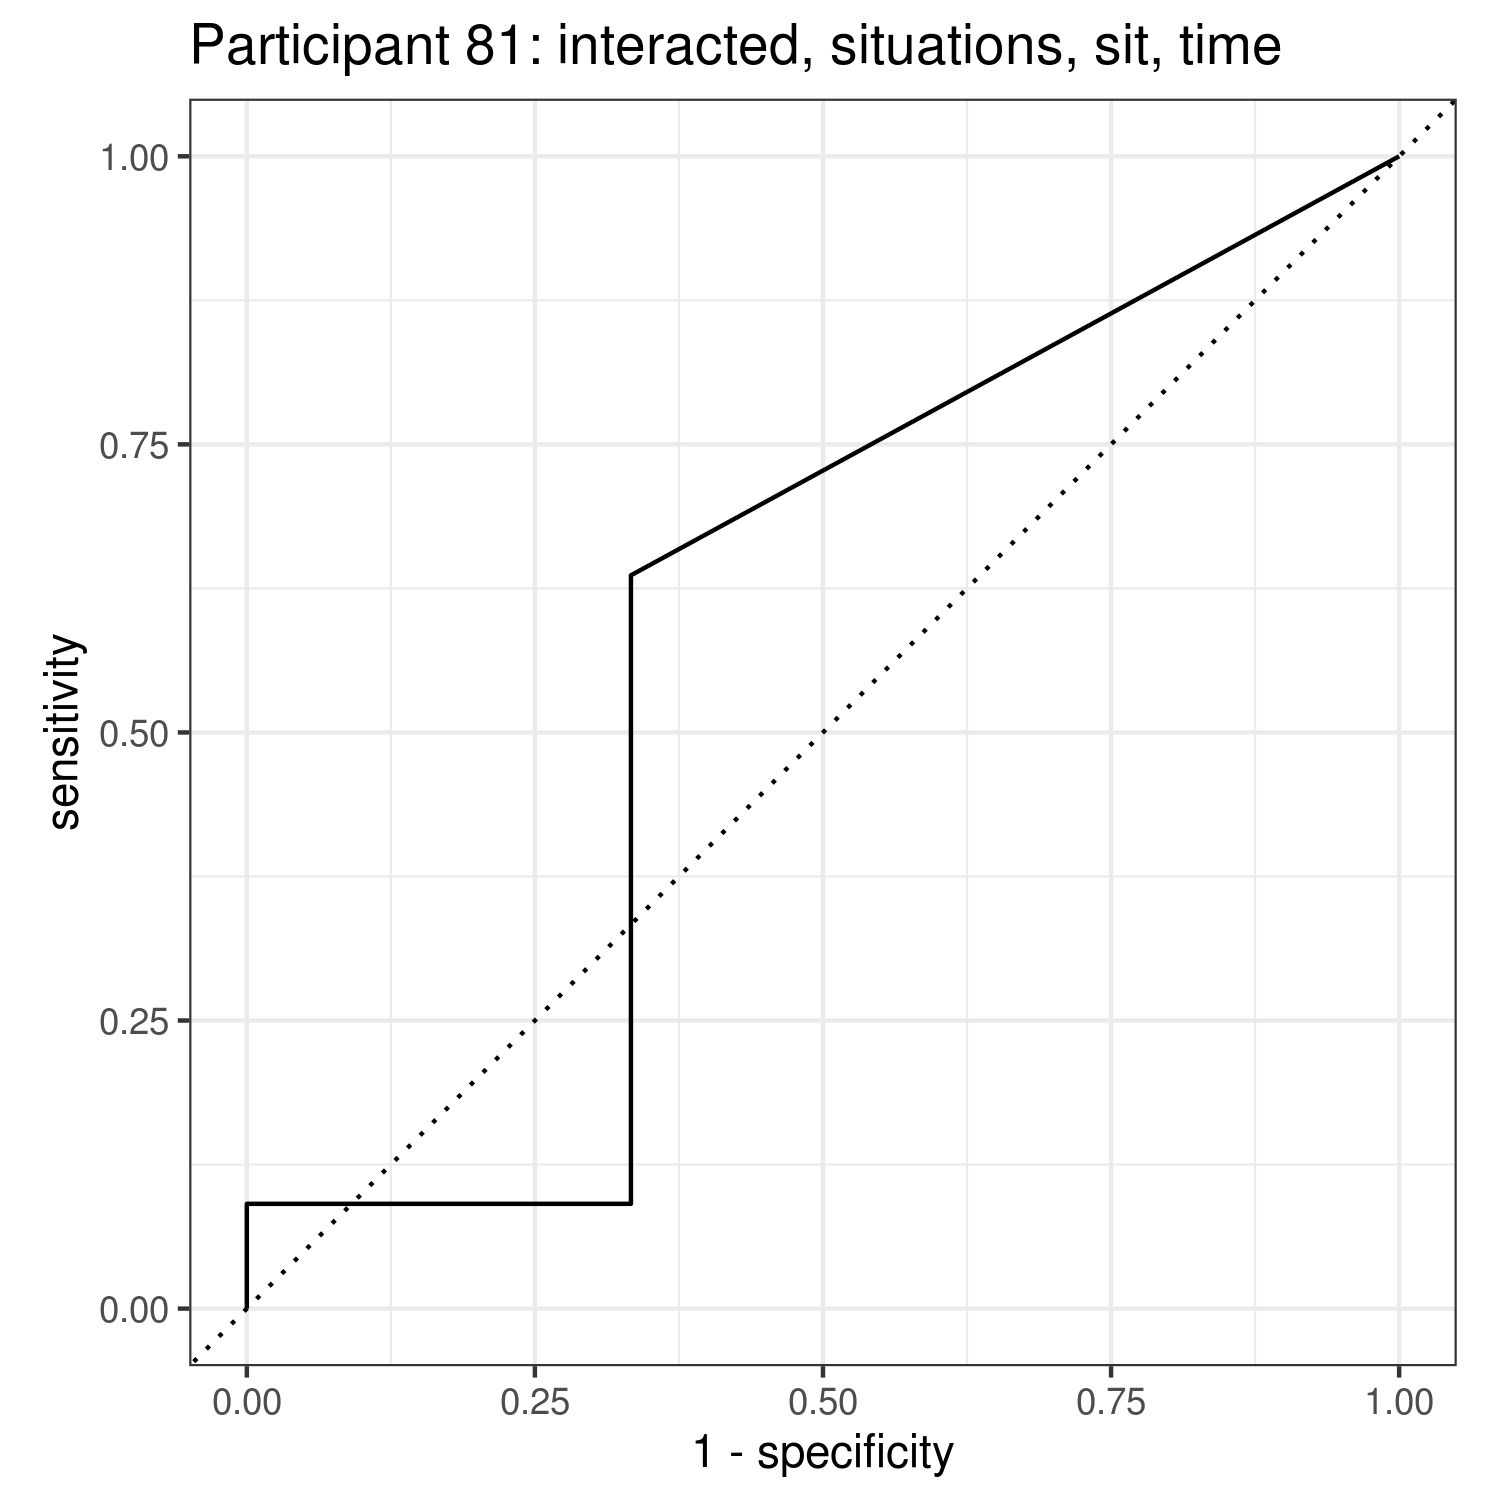 Participant 81: interacted, situations, sit, time
1.00
0.75
0.50
0.25
0.00
sensitivity
0.00 0.25 0.50 0.75 1.00
1 - specificity